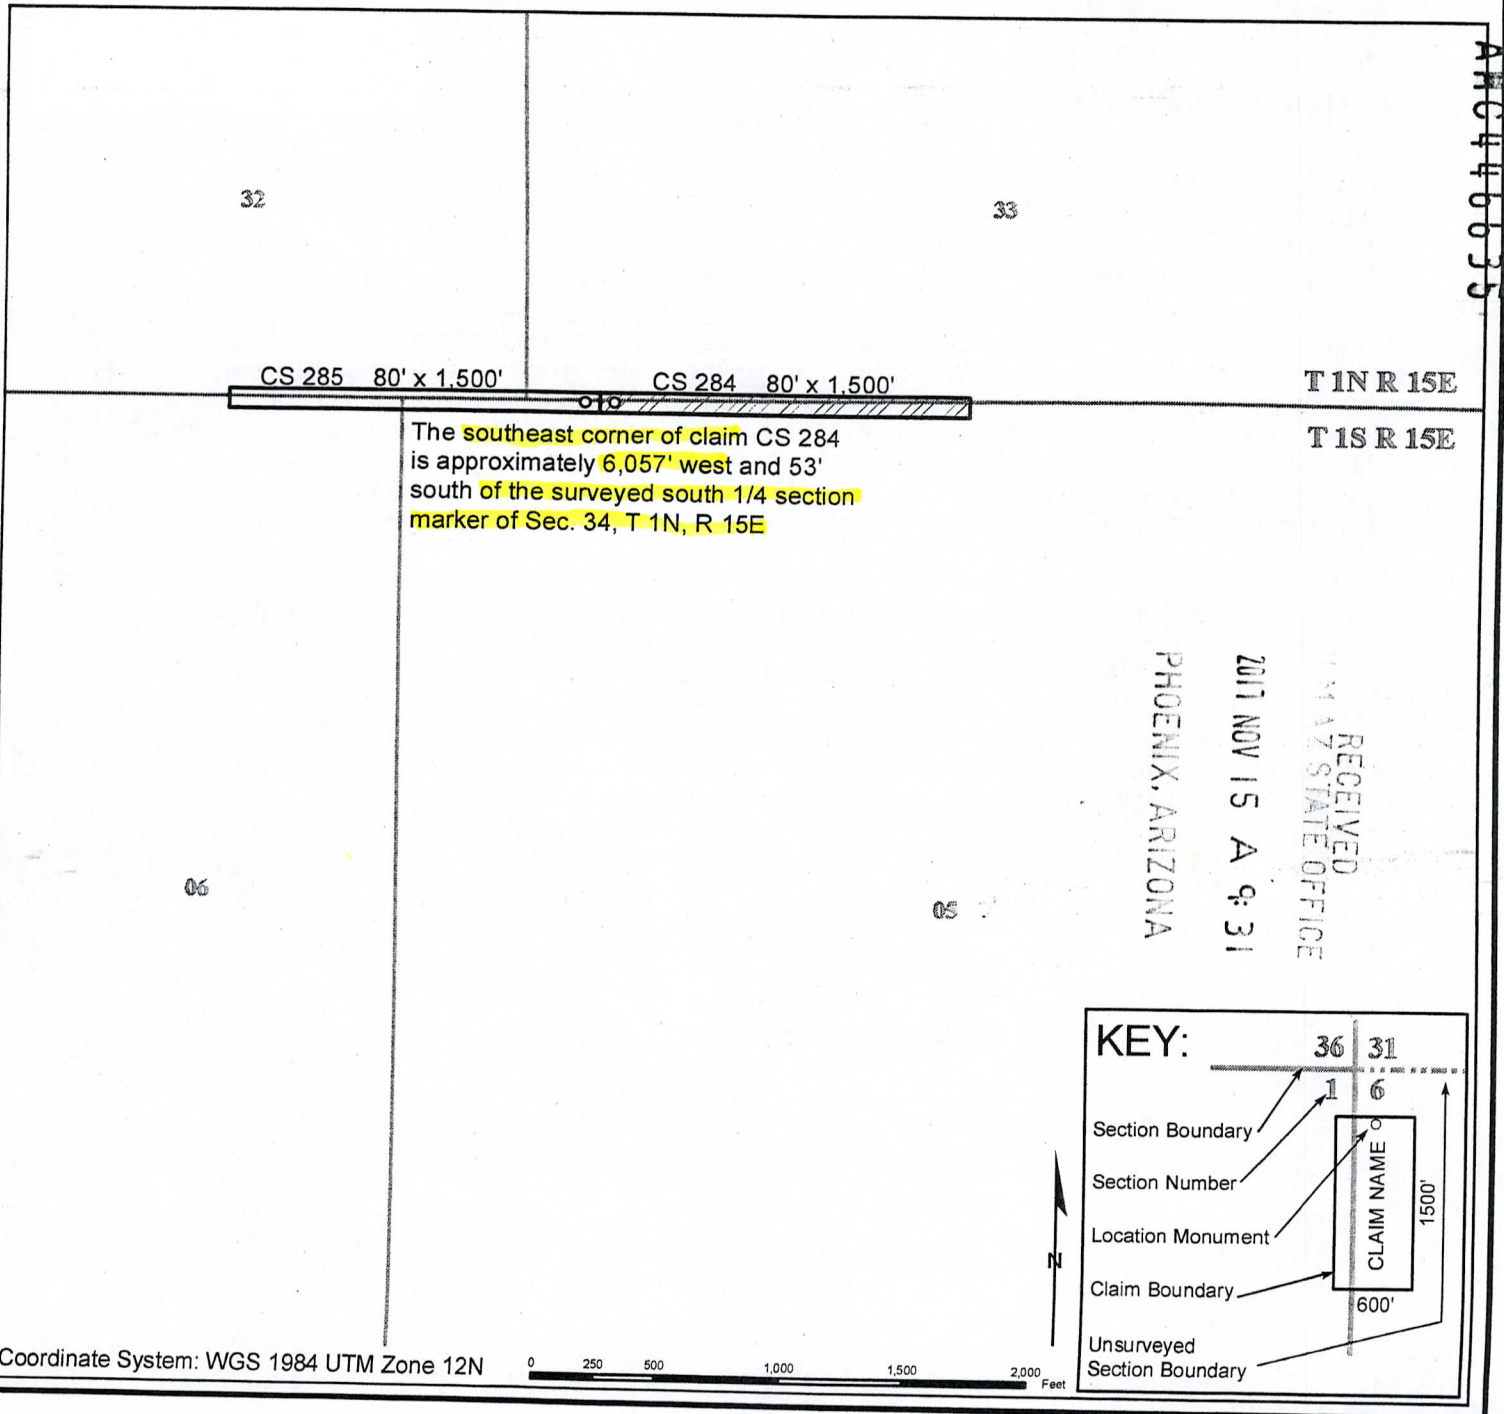 AMC446635
32
33
CS 285 80' x 1,500'
CS 284 80' x 1,500'
T 1N R 15E
T 1S R 15E
The southeast corner of claim CS 284
is approximately 6,057' west and 53'
south of the surveyed south 1/4 section
marker of Sec. 34, T 1N, R 15E
RECEIVED
AZ STATE OFFICE
2017 NOV 15 A 9:31
PHOENIX, ARIZONA
06
05
KEY:
36 31
1 6
Section Boundary
Section Number
Location Monument
Claim Boundary
Unsurveyed
Section Boundary
CLAIM NAME
1500'
600'
N
Coordinate System: WGS 1984 UTM Zone 12N
0 250 500 1,000 1,500 2,000
Feet